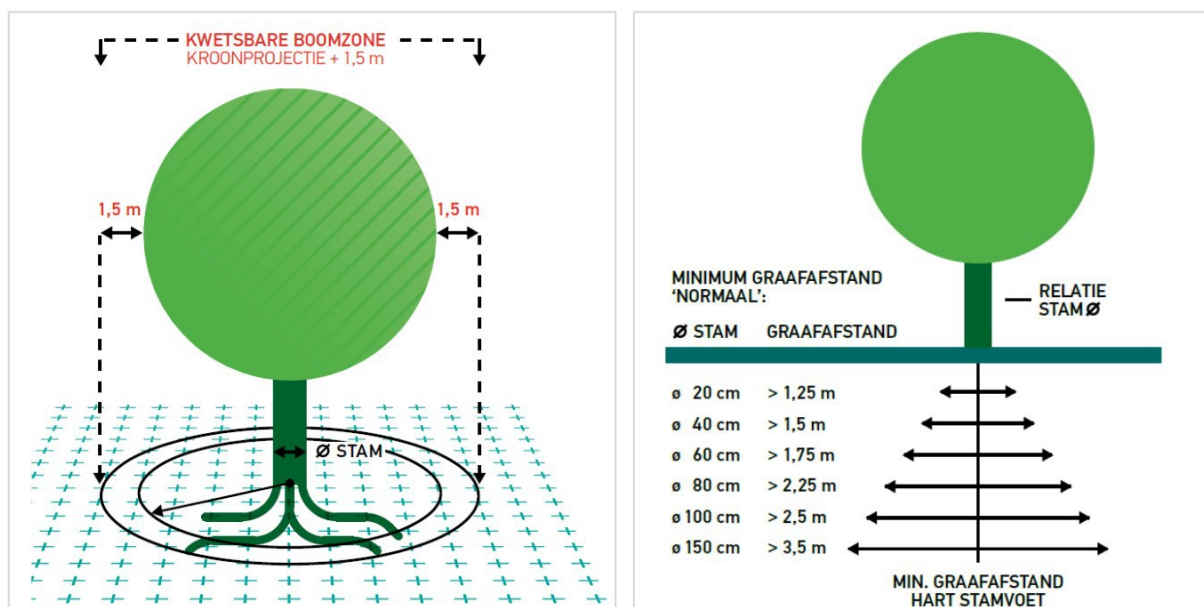 KWETSBARE BOOMZONE
KROONPROJECTIE + 1,5 m
1,5 m
1,5 m
Ø STAM
MINIMUM GRAAFAFSTAND
'NORMAAL':
RELATIE
STAM Ø
Ø STAM GRAAFAFSTAND
ø 20 cm > 1,25 m
ø 40 cm > 1,5 m
ø 60 cm > 1,75 m
ø 80 cm > 2,25 m
ø 100 cm > 2,5 m
ø 150 cm > 3,5 m
MIN. GRAAFAFSTAND
HART STAMVOET